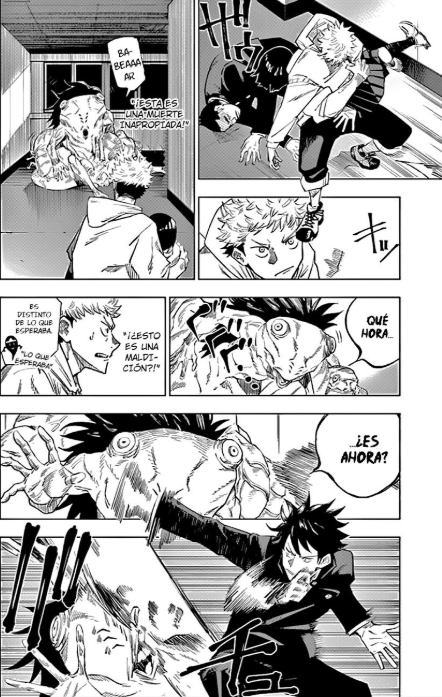 BA-
BEAAA
AR
"¡ESTA ES
UNA MUERTE
INAPROPIADA!"
QUÉ
HORA...
"¡¿ESTO
ES UNA
MALDI-
CIÓN?!"
ES
DISTINTO
DE LO QUE
ESPERABA.
"LO QUE
ESPERABA"
...¿ES
AHORA?